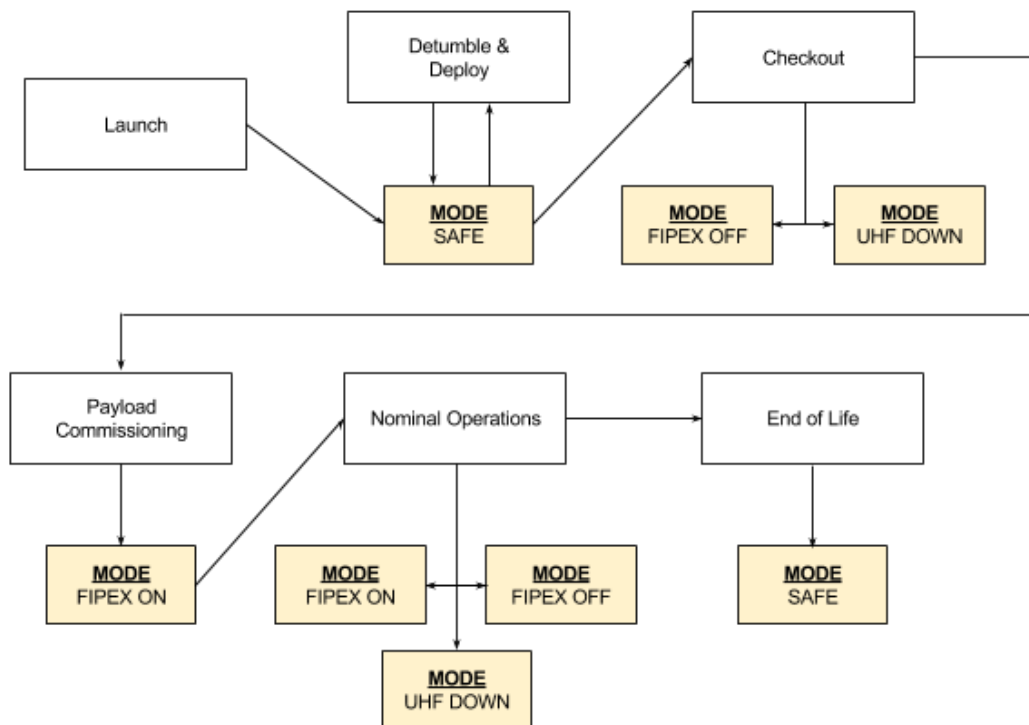 Detumble &
Deploy
Checkout
Launch
MODE
SAFE
MODE
FIPEX OFF
MODE
UHF DOWN
Payload
Commissioning
Nominal Operations
End of Life
MODE
FIPEX ON
MODE
FIPEX ON
MODE
FIPEX OFF
MODE
SAFE
MODE
UHF DOWN